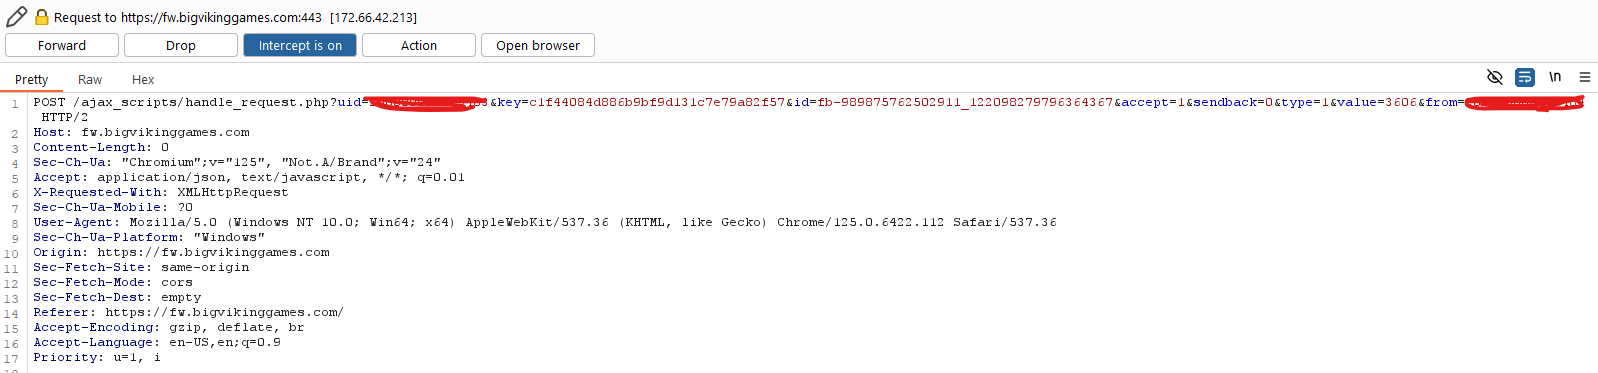 Request to https://fw.bigvikinggames.com:443 [172.66.42.213]
Forward Drop Intercept is on Action Open browser
Pretty Raw Hex \n
1 POST /ajax_scripts/handle_request.php?uid= &key=c1f44084d886b9bf9d131c7e79a82f57&id=fb-989875762502911_122098279796364367&accept=1&sendback=0&type=1&value=3606&from=
HTTP/2
2 Host: fw.bigvikinggames.com
3 Content-Length: 0
4 Sec-Ch-Ua: "Chromium";v="125", "Not.A/Brand";v="24"
5 Accept: application/json, text/javascript, */*; q=0.01
6 X-Requested-With: XMLHttpRequest
7 Sec-Ch-Ua-Mobile: ?0
8 User-Agent: Mozilla/5.0 (Windows NT 10.0; Win64; x64) AppleWebKit/537.36 (KHTML, like Gecko) Chrome/125.0.6422.112 Safari/537.36
9 Sec-Ch-Ua-Platform: "Windows"
10 Origin: https://fw.bigvikinggames.com
11 Sec-Fetch-Site: same-origin
12 Sec-Fetch-Mode: cors
13 Sec-Fetch-Dest: empty
14 Referer: https://fw.bigvikinggames.com/
15 Accept-Encoding: gzip, deflate, br
16 Accept-Language: en-US,en;q=0.9
17 Priority: u=1, i